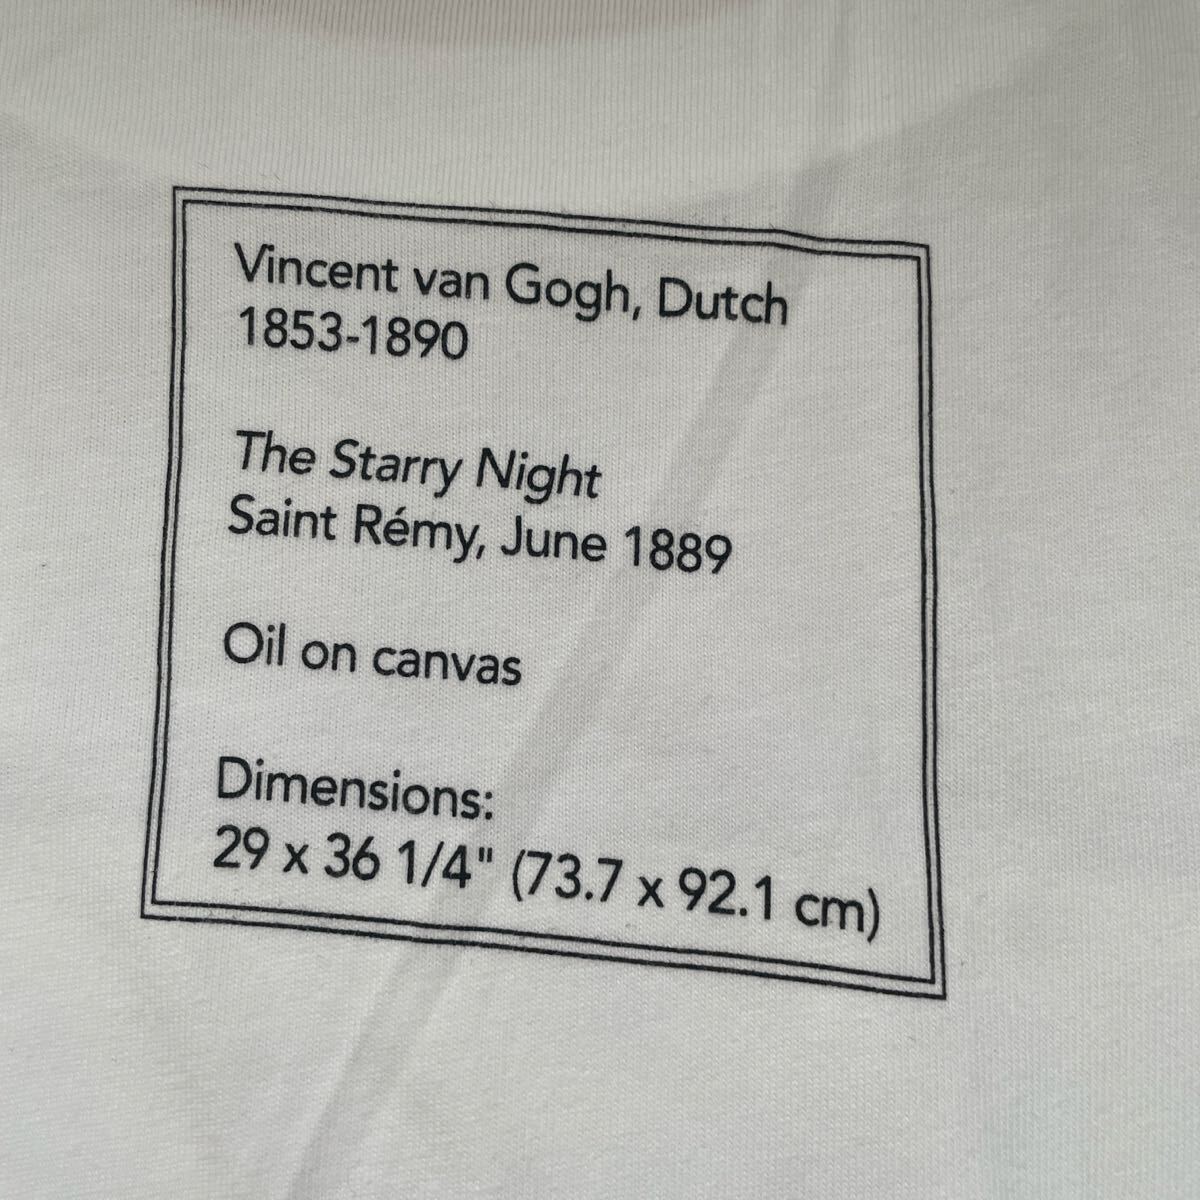 Vincent van Gogh, Dutch
1853-1890
The Starry Night
Saint Rémy, June 1889
Oil on canvas
Dimensions:
29 x 36 1/4" (73.7 x 92.1 cm)